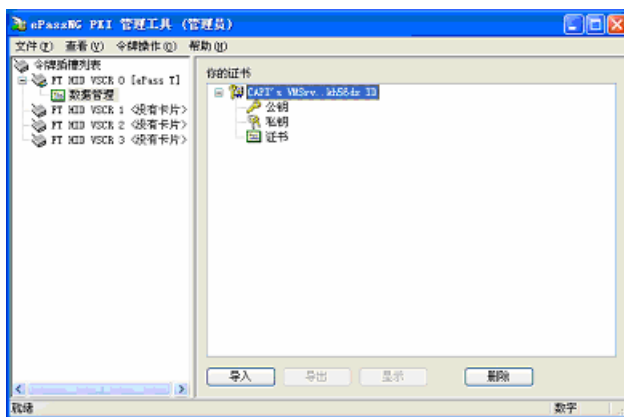 ePassNG PKI 管理工具 (管理员)
文件(F) 查看(V) 令牌操作(O) 帮助(H)
令牌插槽列表
FT MID VSCR 0 [ePass T]
数据管理
FT MID VSCR 1 <没有卡片>
FT MID VSCR 2 <没有卡片>
FT MID VSCR 3 <没有卡片>
你的证书
CAPI's VMSrv..kh584z ID
公钥
私钥
证书
导入 导出 显示 删除
就绪
数字